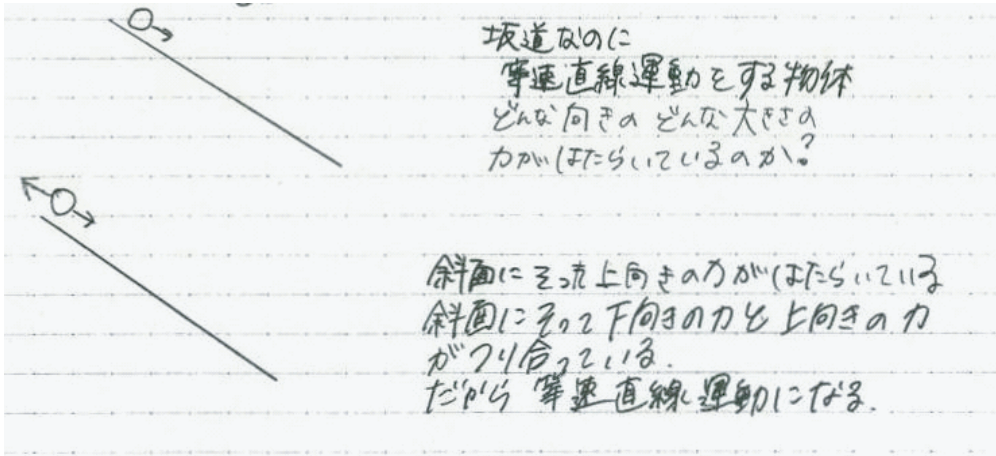 坂道なのに
等速直線運動をする物体
どんな向きの どんな大きさの
力がはたらいているのか?
斜面にそった上向きの力がはたらいている
斜面にそって下向きの力と上向きの力
がつり合っている.
だから 等速直線運動になる.